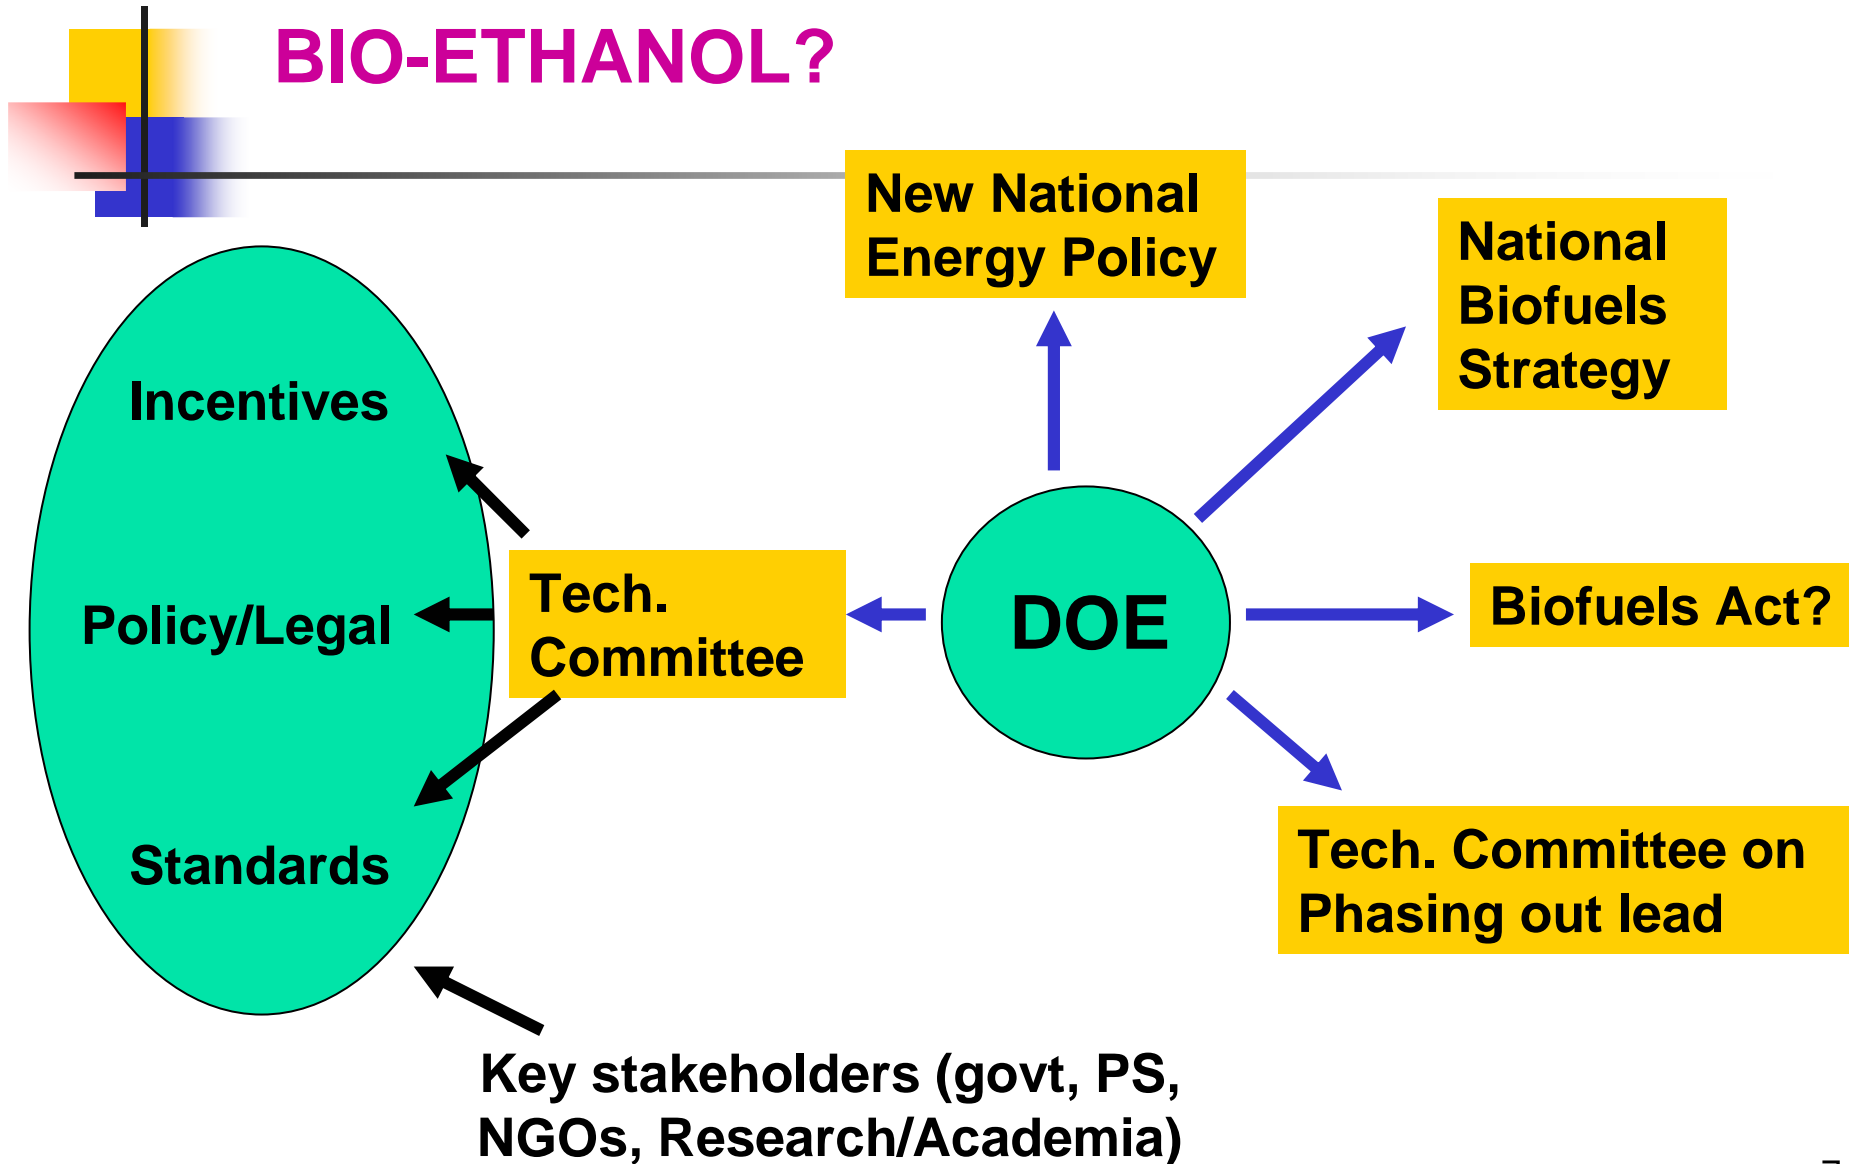 BIO-ETHANOL?
New National
Energy Policy
National
Biofuels
Strategy
Incentives
Policy/Legal
Standards
Tech.
Committee
DOE
Biofuels Act?
Tech. Committee on
Phasing out lead
Key stakeholders (govt, PS,
NGOs, Research/Academia)